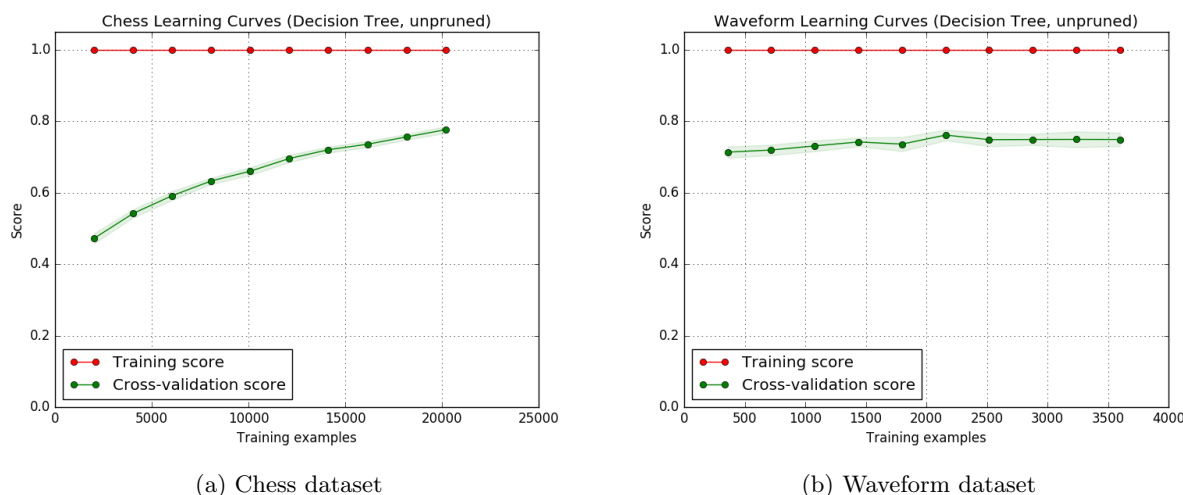 Chess Learning Curves (Decision Tree, unpruned)
1.0
0.8
0.6
0.4
0.2
0.0
Score
Training score
Cross-validation score
0 5000 10000 15000 20000 25000
Training examples
(a) Chess dataset
Waveform Learning Curves (Decision Tree, unpruned)
1.0
0.8
0.6
0.4
0.2
0.0
Score
Training score
Cross-validation score
0 500 1000 1500 2000 2500 3000 3500 4000
Training examples
(b) Waveform dataset